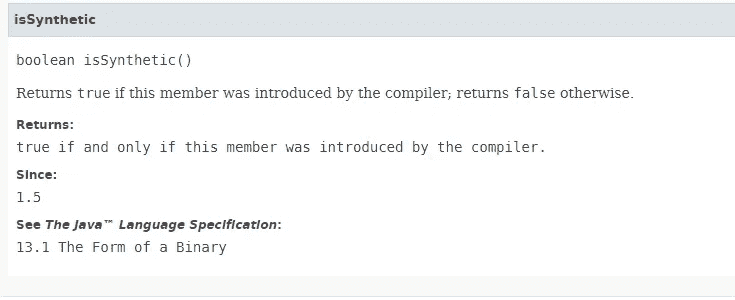 isSynthetic
boolean isSynthetic()
Returns true if this member was introduced by the compiler; returns false otherwise.
Returns:
true if and only if this member was introduced by the compiler.
Since:
1.5
See The Java™ Language Specification:
13.1 The Form of a Binary